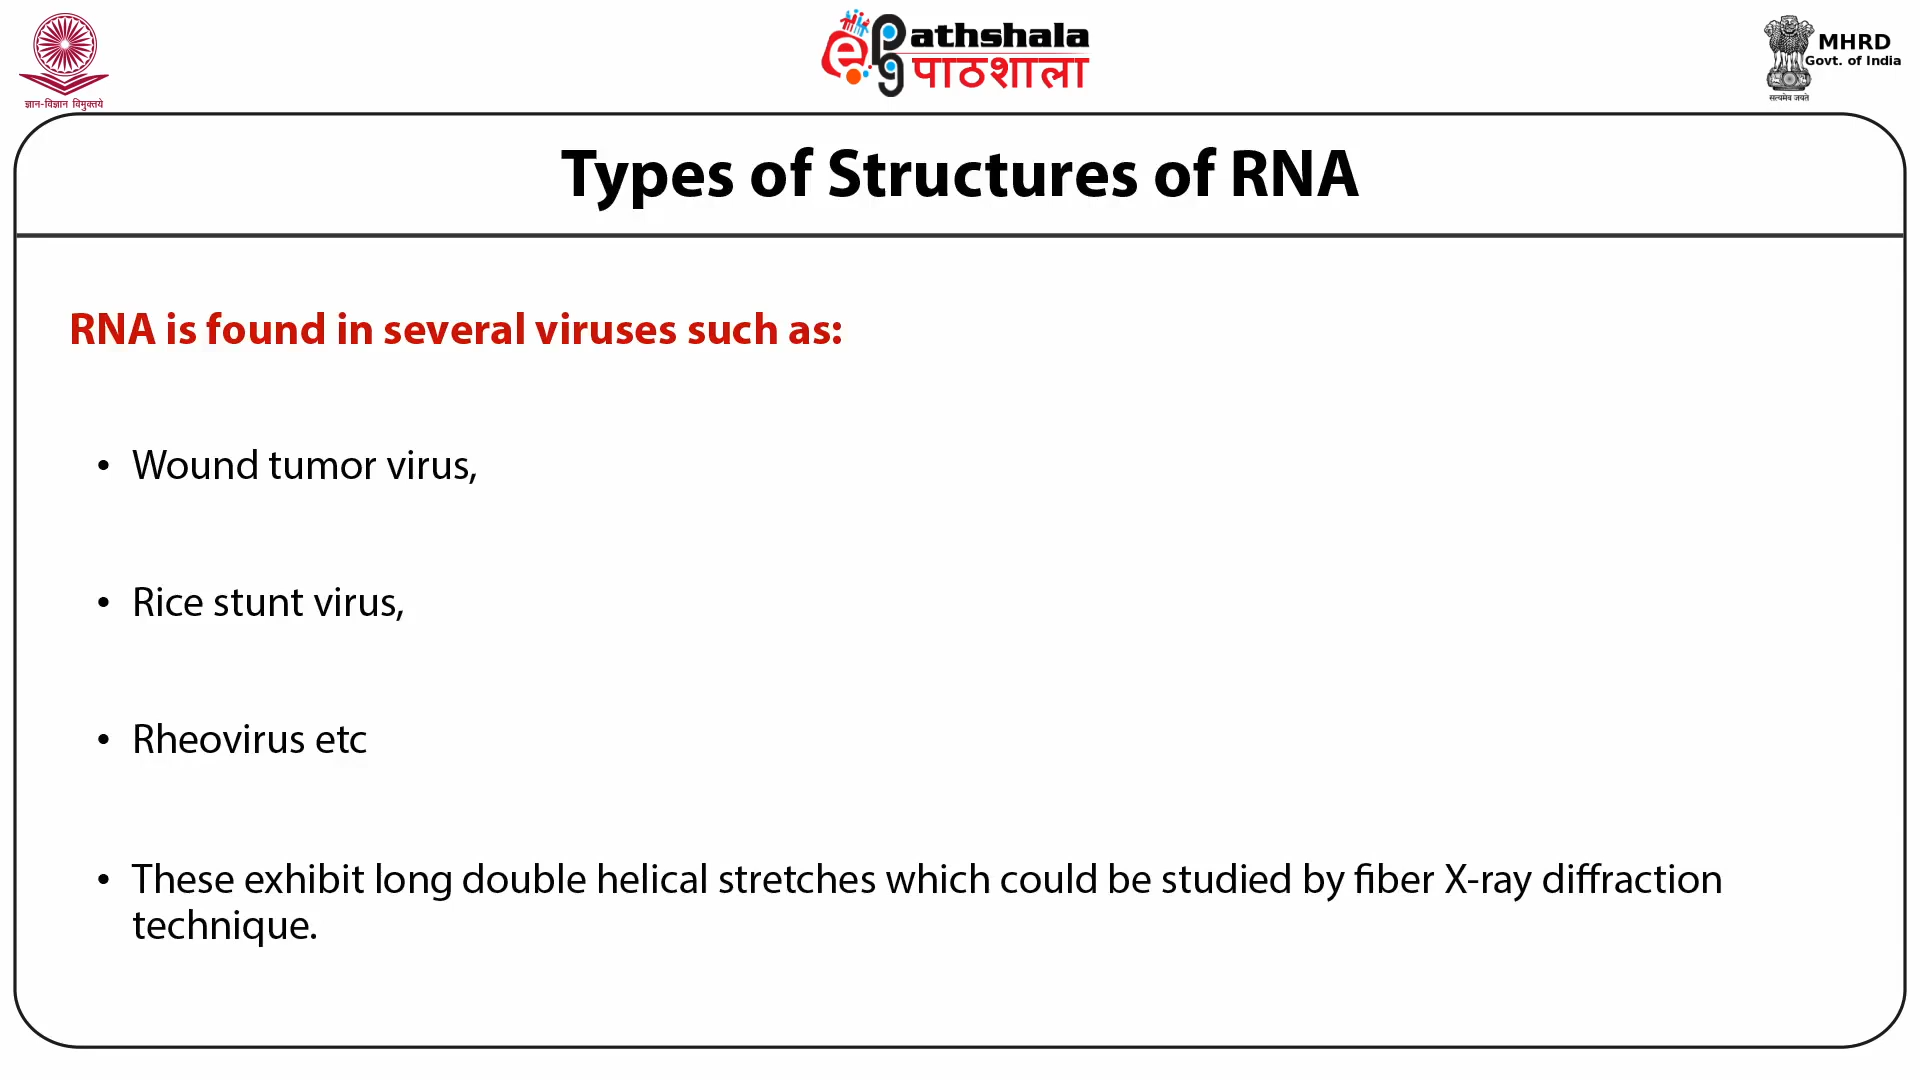 ज्ञान-विज्ञान विमुक्तये
ePathshala
पाठशाला
MHRD
Govt. of India
सत्यमेव जयते
Types of Structures of RNA
RNA is found in several viruses such as:
• Wound tumor virus,
• Rice stunt virus,
• Rheovirus etc
• These exhibit long double helical stretches which could be studied by fiber X-ray diffraction
technique.